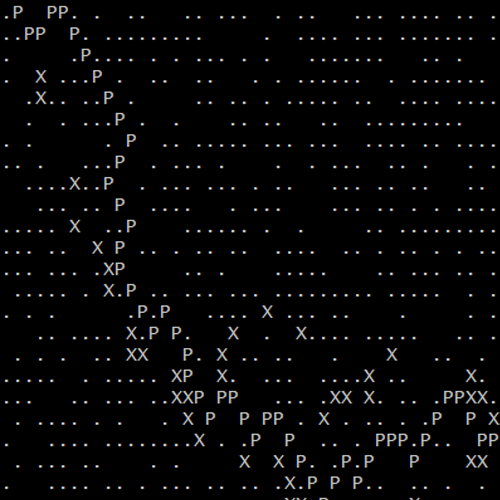 .P  PP. .  ..   ..  .. ...  .... ... .... .. .
..PP  P. .........      .   .... .. ....... .
.     .P.... .. .  .... . ... .......  .. .
.  X ...P .  ..  ..   . . ....... .. ... ....
  .X.. ..P .     .. .. . ..... ..  .... ....
  .  . ...P .  .    .. ..  . .  .........
. .      . P  .. ..... .... .. ..... .. ... .
.. .   ...P  . ... ..   .  . ... .. .  . ....
  ....X..P  . ... ... . ..   .. .. ..   .. .
   ... .. P  ....   .  ..    ... .. . .. ...
..... X  ..P    ...... .  .     .. .........
... ..  X P .. . .. ..  .. .. .. .  ... .. ..
... .. .XP     .. .    .....    .. ...  . .
 ..... . X.P  .. ...  ... .......... ..... ..
. . .       .P.P   .... X .. ...    .    . .
   .. .... X.P P.   X  .  X.... .....  .. .
 . . .  .. XX   P. X .. ..   .    X   ..  .
..... .. ..... XP  X.  ...  ....X ..     X.
...  .. .... ..XXP PP  ...  .XX X. .. .PPXX.
 . .. . .. .  . X P  P PP . X . .. . .P  P X
.   .... ........X . .P  P  . .. PPP.P..  PP
 .... . ..   . .     X  X P. .P.P   P    XX
.  ... ..  .... .. ... ..X.P P P. .  .. .  .